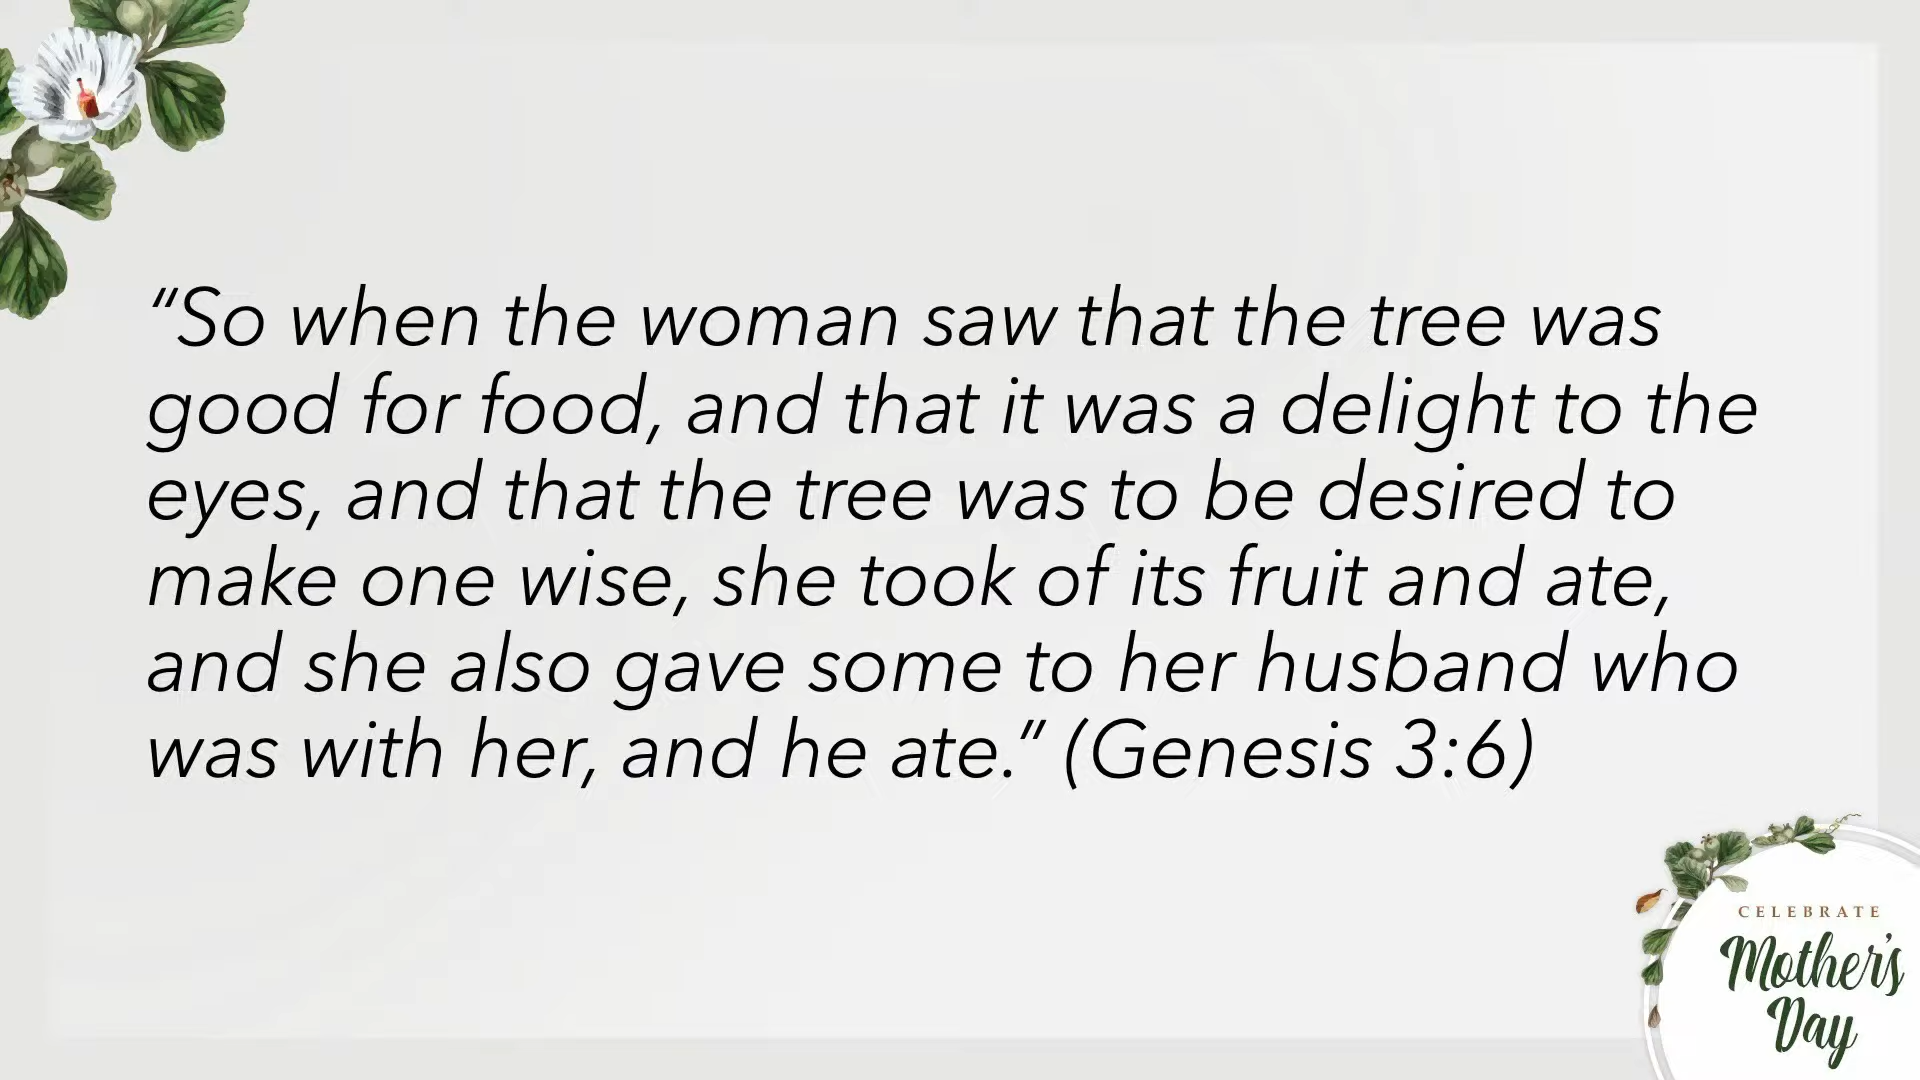 “So when the woman saw that the tree was
good for food, and that it was a delight to the
eyes, and that the tree was to be desired to
make one wise, she took of its fruit and ate,
and she also gave some to her husband who
was with her, and he ate.” (Genesis 3:6)
CELEBRATE
Mother's
Day